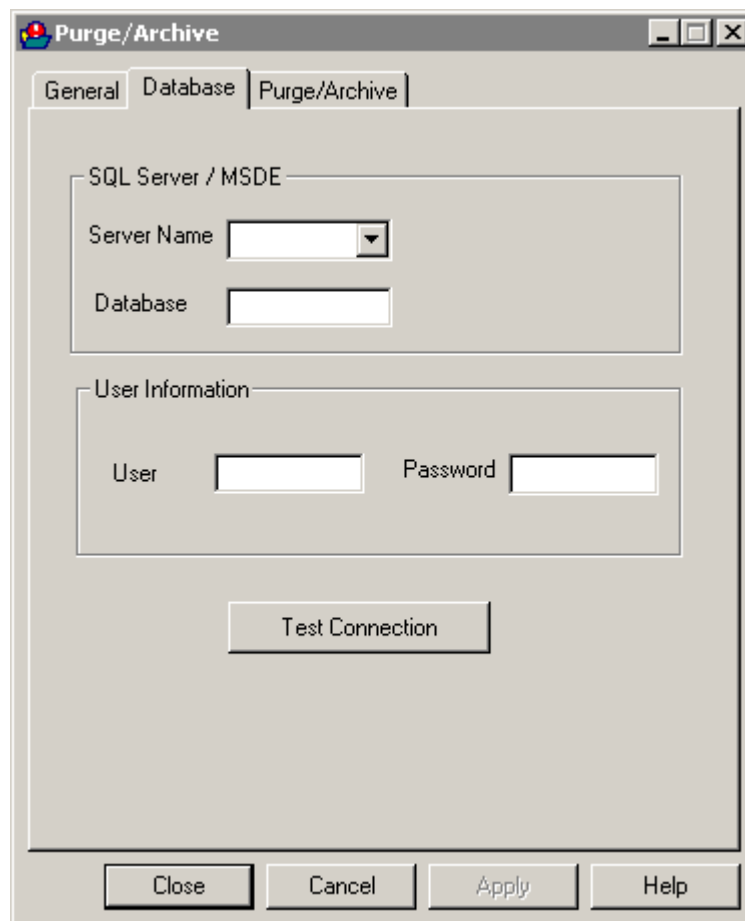 Purge/Archive
General Database Purge/Archive
SQL Server / MSDE
Server Name
Database
User Information
User Password
Test Connection
Close Cancel Apply Help